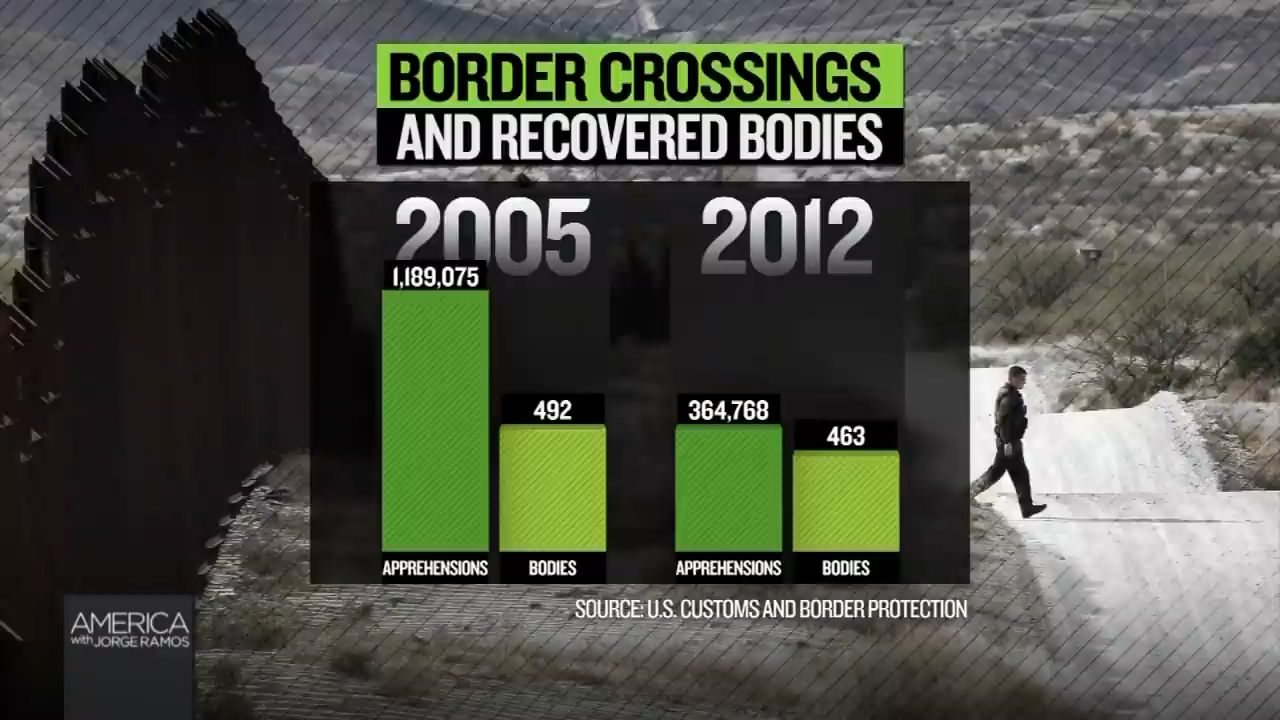 BORDER CROSSINGS
AND RECOVERED BODIES
2005
2012
1,189,075
492
364,768
463
APPREHENSIONS
BODIES
APPREHENSIONS
BODIES
SOURCE: U.S. CUSTOMS AND BORDER PROTECTION
AMERICA
with JORGE RAMOS